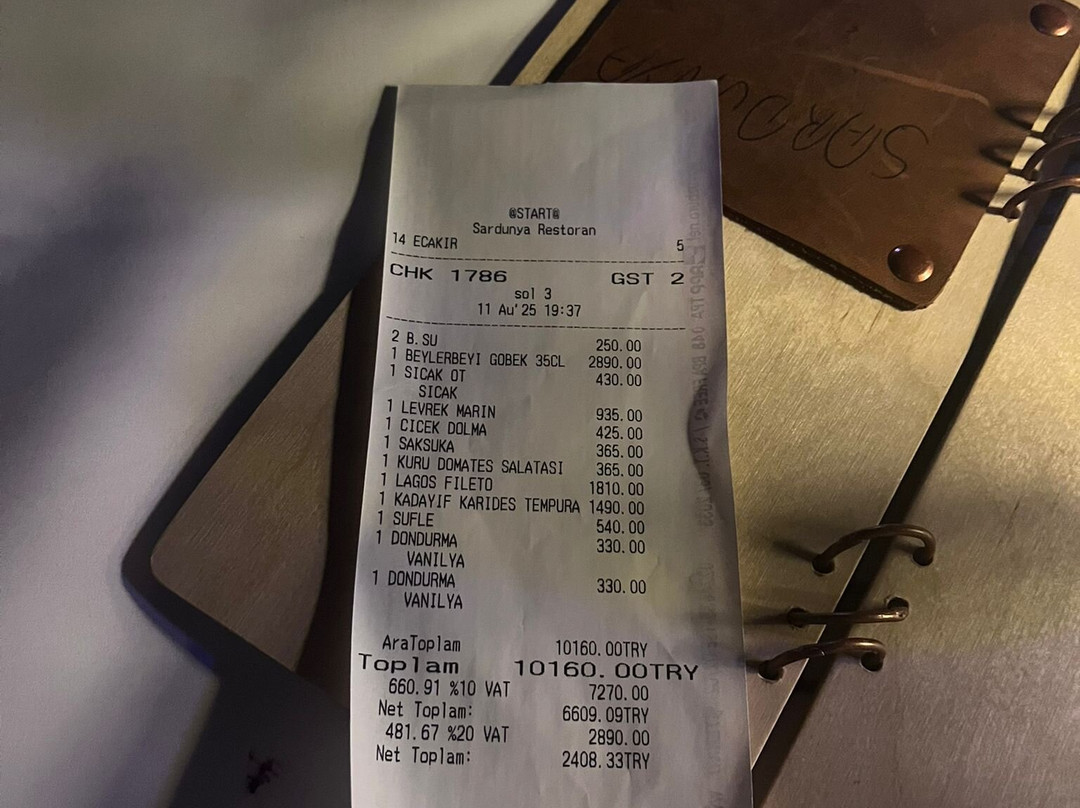 SARDUNYA
@START@
Sardunya Restoran
14 ECAKIR 5
CHK 1786 GST 2
sol 3
11 Au'25 19:37
2 B.SU 250.00
1 BEYLERBEYI GOBEK 35CL 2890.00
1 SICAK OT 430.00
SICAK
1 LEVREK MARIN 935.00
1 CICEK DOLMA 425.00
1 SAKSUKA 365.00
1 KURU DOMATES SALATASI 365.00
1 LAGOS FILETO 1810.00
1 KADAYIF KARIDES TEMPURA 1490.00
1 SUFLE 540.00
1 DONDURMA 330.00
VANILYA
1 DONDURMA 330.00
VANILYA
AraToplam 10160.00TRY
Toplam 10160.00TRY
660.91 %10 VAT 7270.00
Net Toplam: 6609.09TRY
481.67 %20 VAT 2890.00
Net Toplam: 2408.33TRY